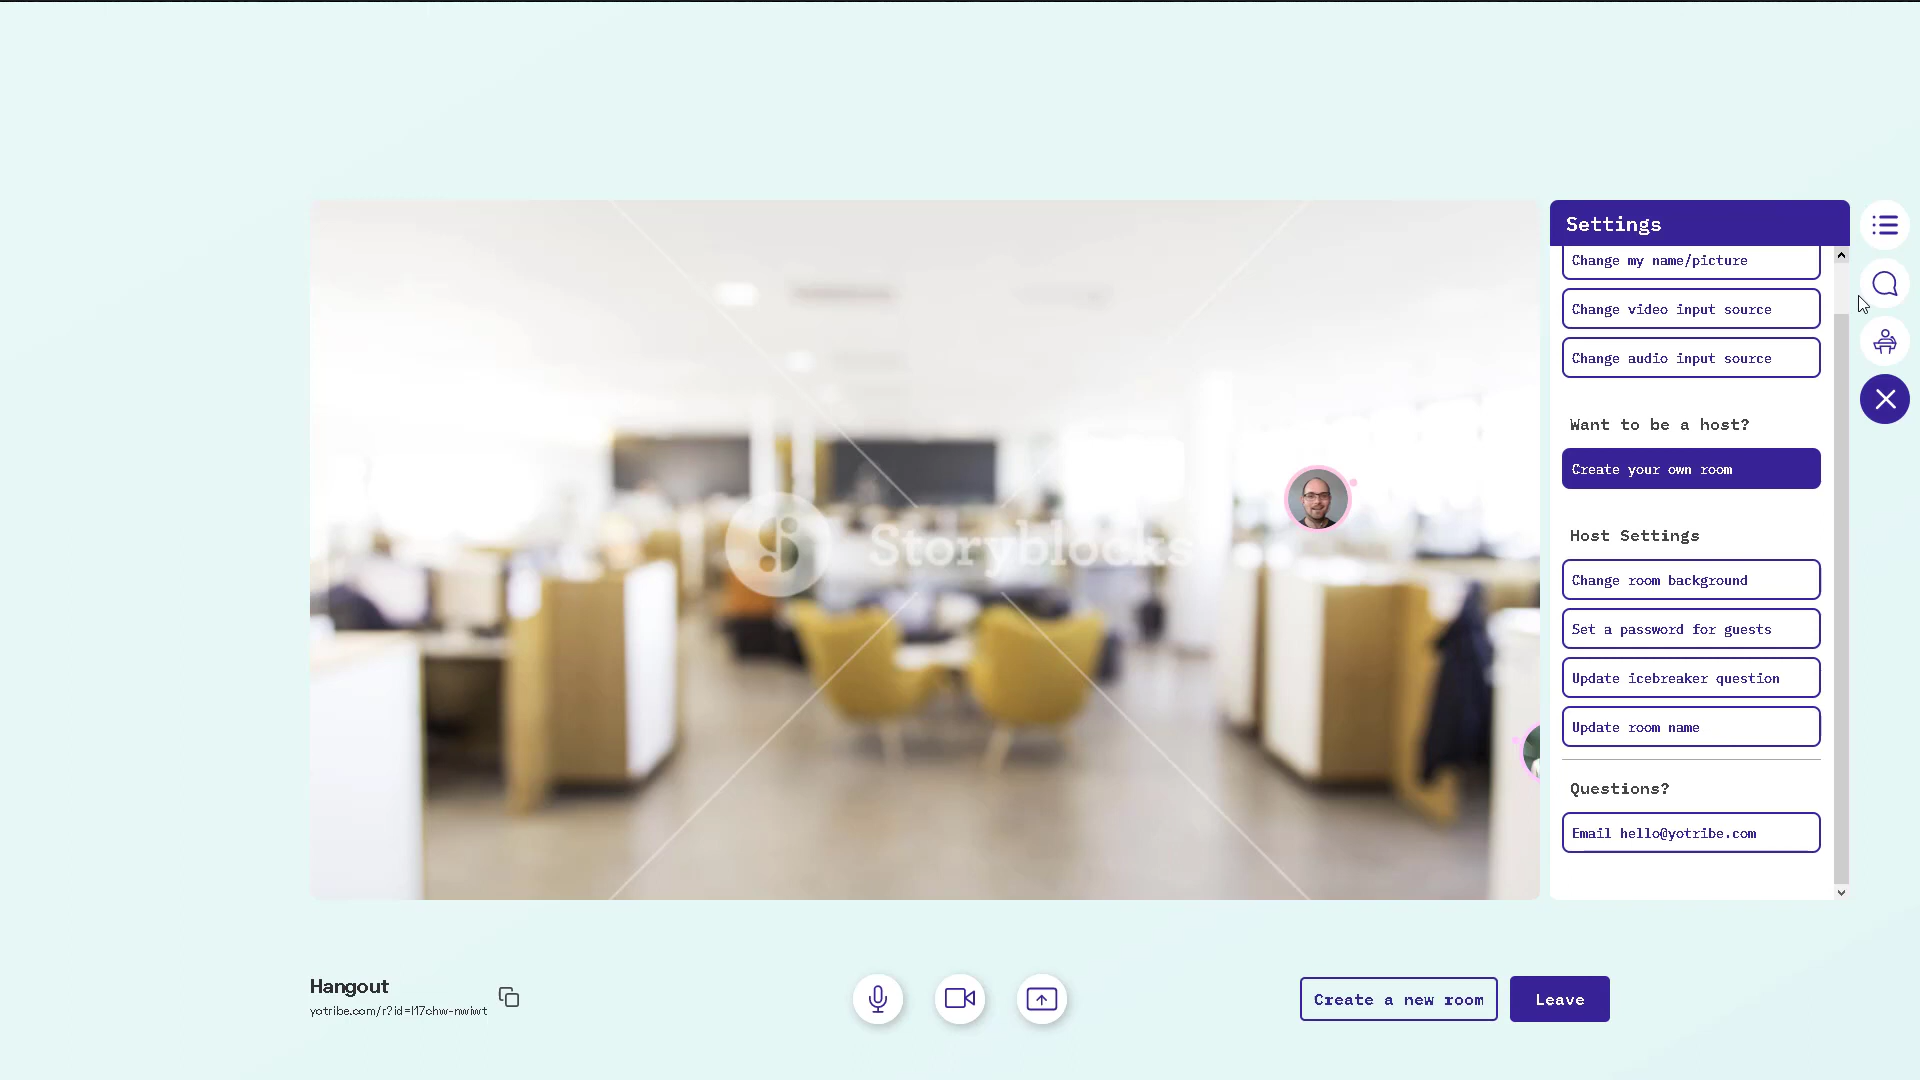 Settings
Change my name/picture
Change video input source
Change audio input source
Want to be a host?
Create your own room
Host Settings
Change room background
Set a password for guests
Update icebreaker question
Update room name
Questions?
Email hello@yotribe.com
Storyblocks
Hangout
yotribe.com/r?id=l17chw-nwiwt
Create a new room
Leave